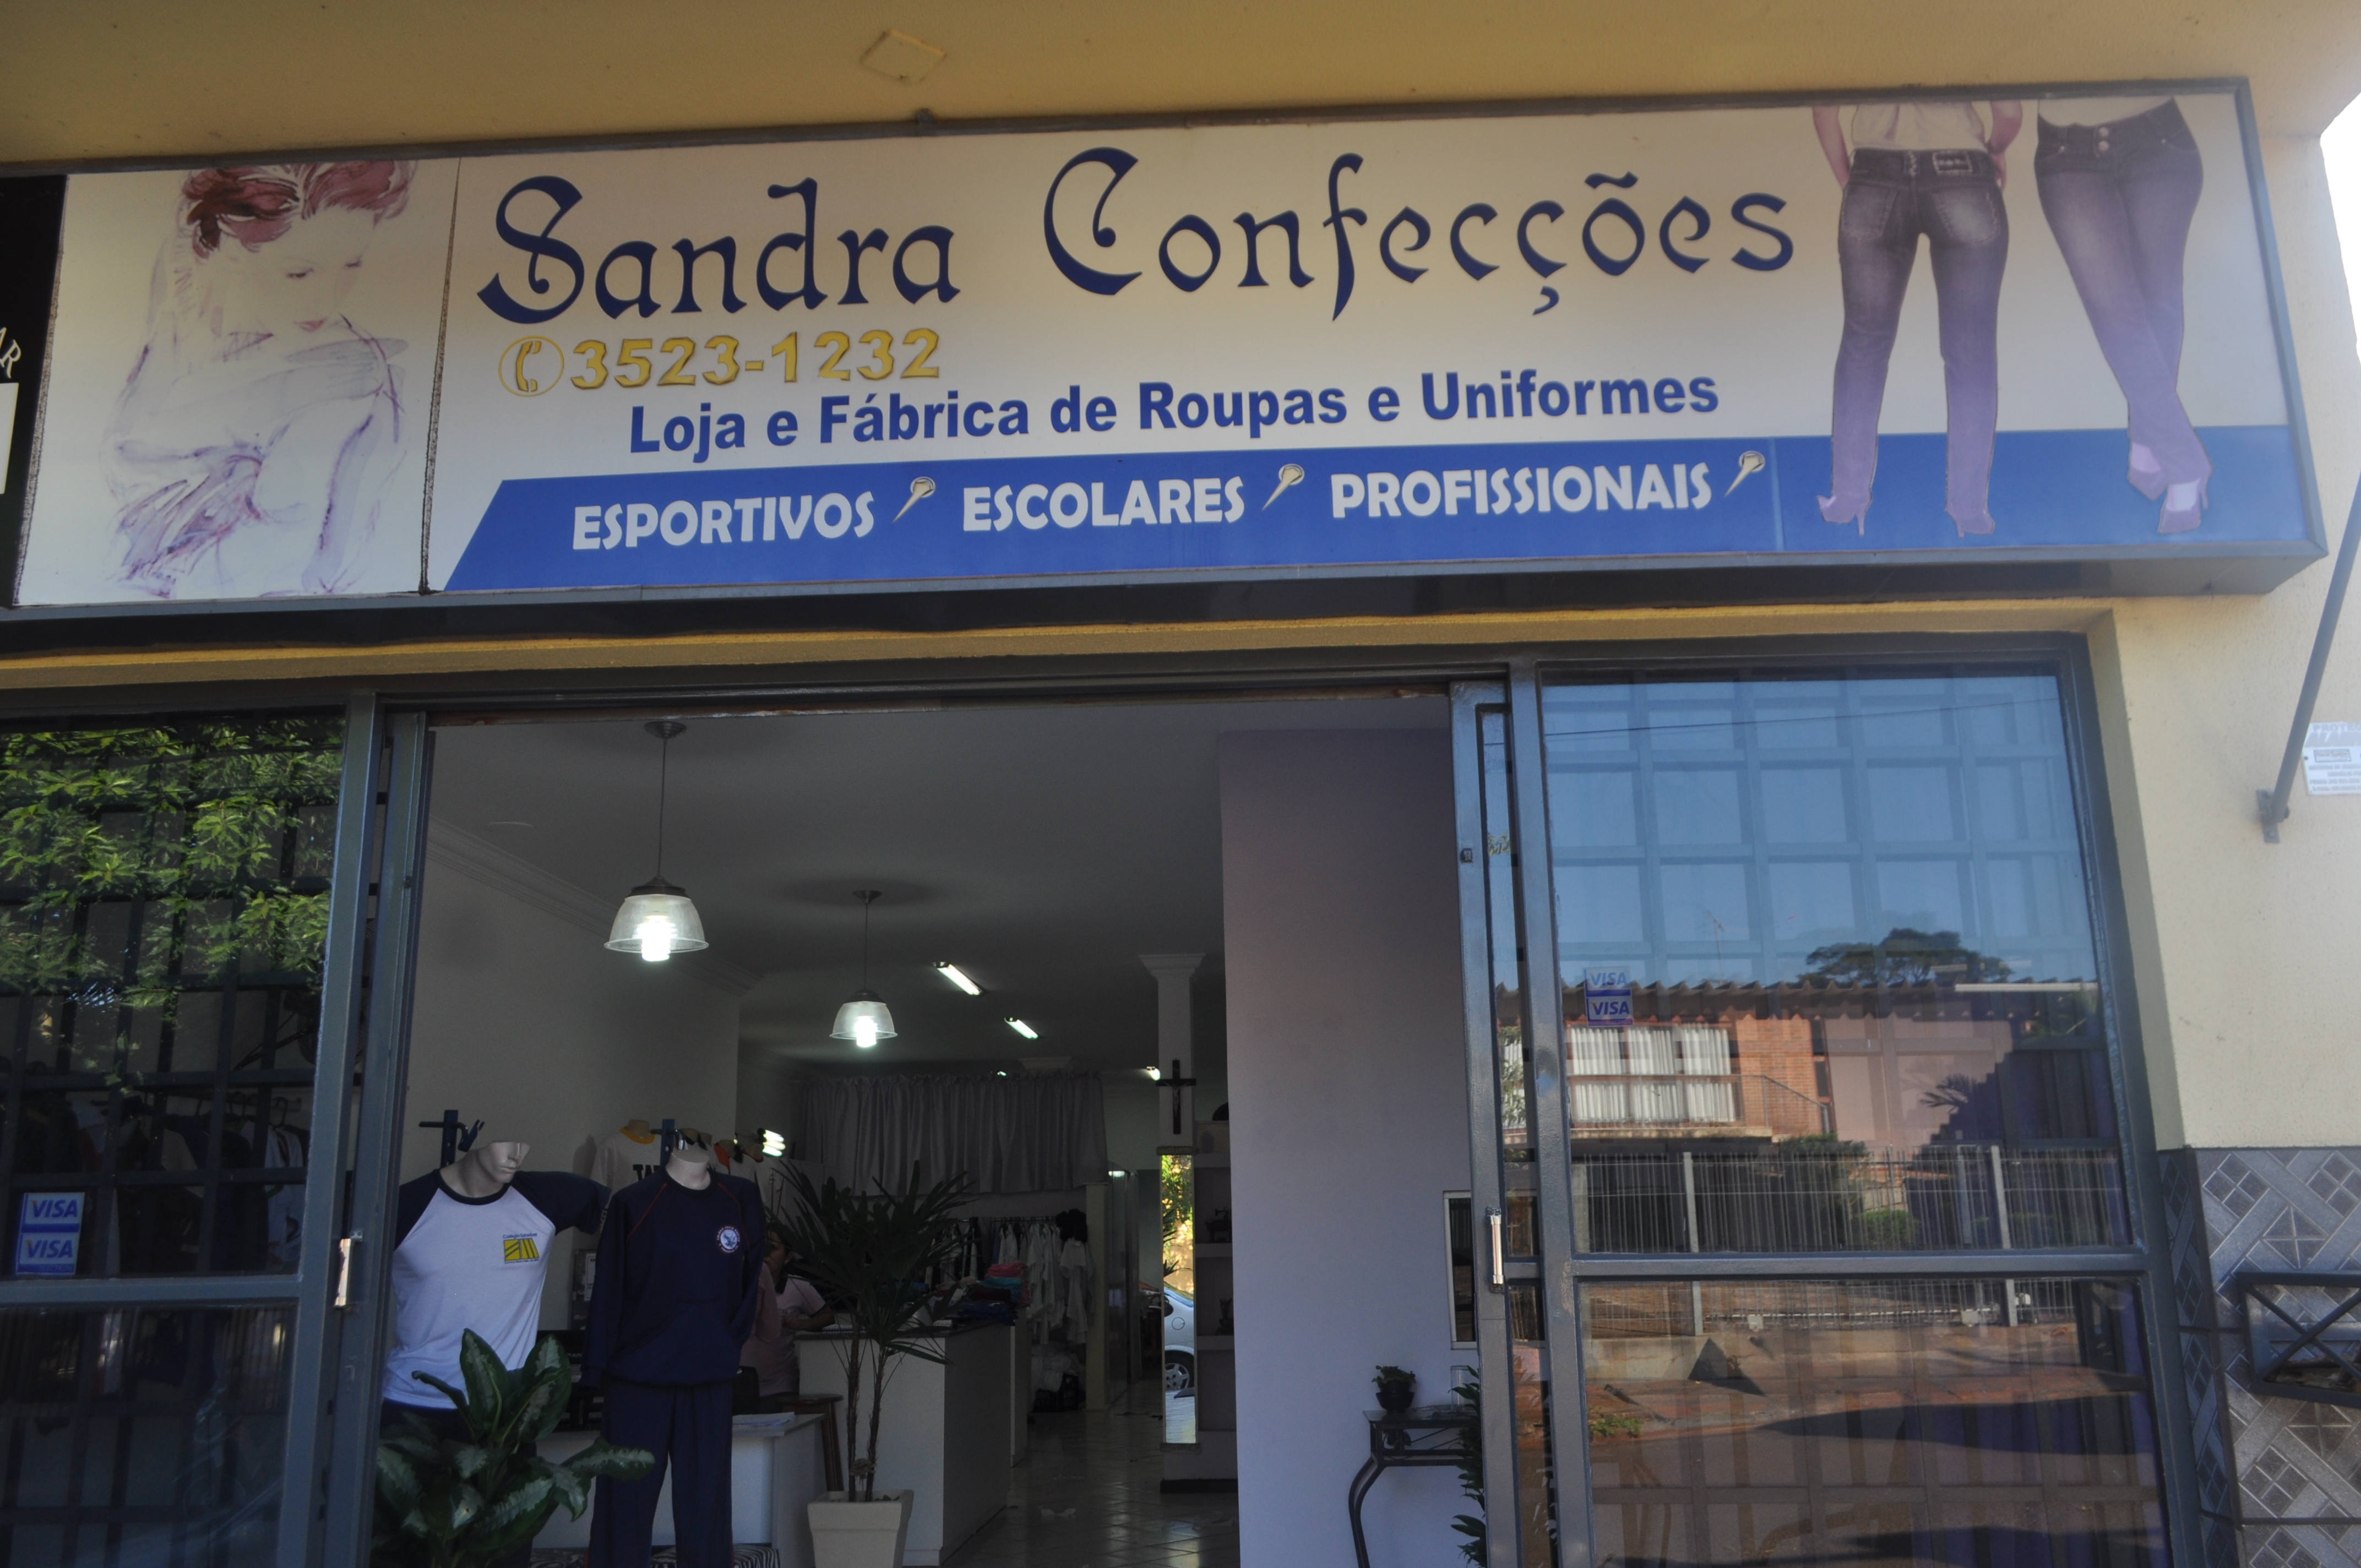 Sandra Confecções
3523-1232
Loja e Fábrica de Roupas e Uniformes
ESPORTIVOS ESCOLARES PROFISSIONAIS
VISA
VISA
VISA
VISA